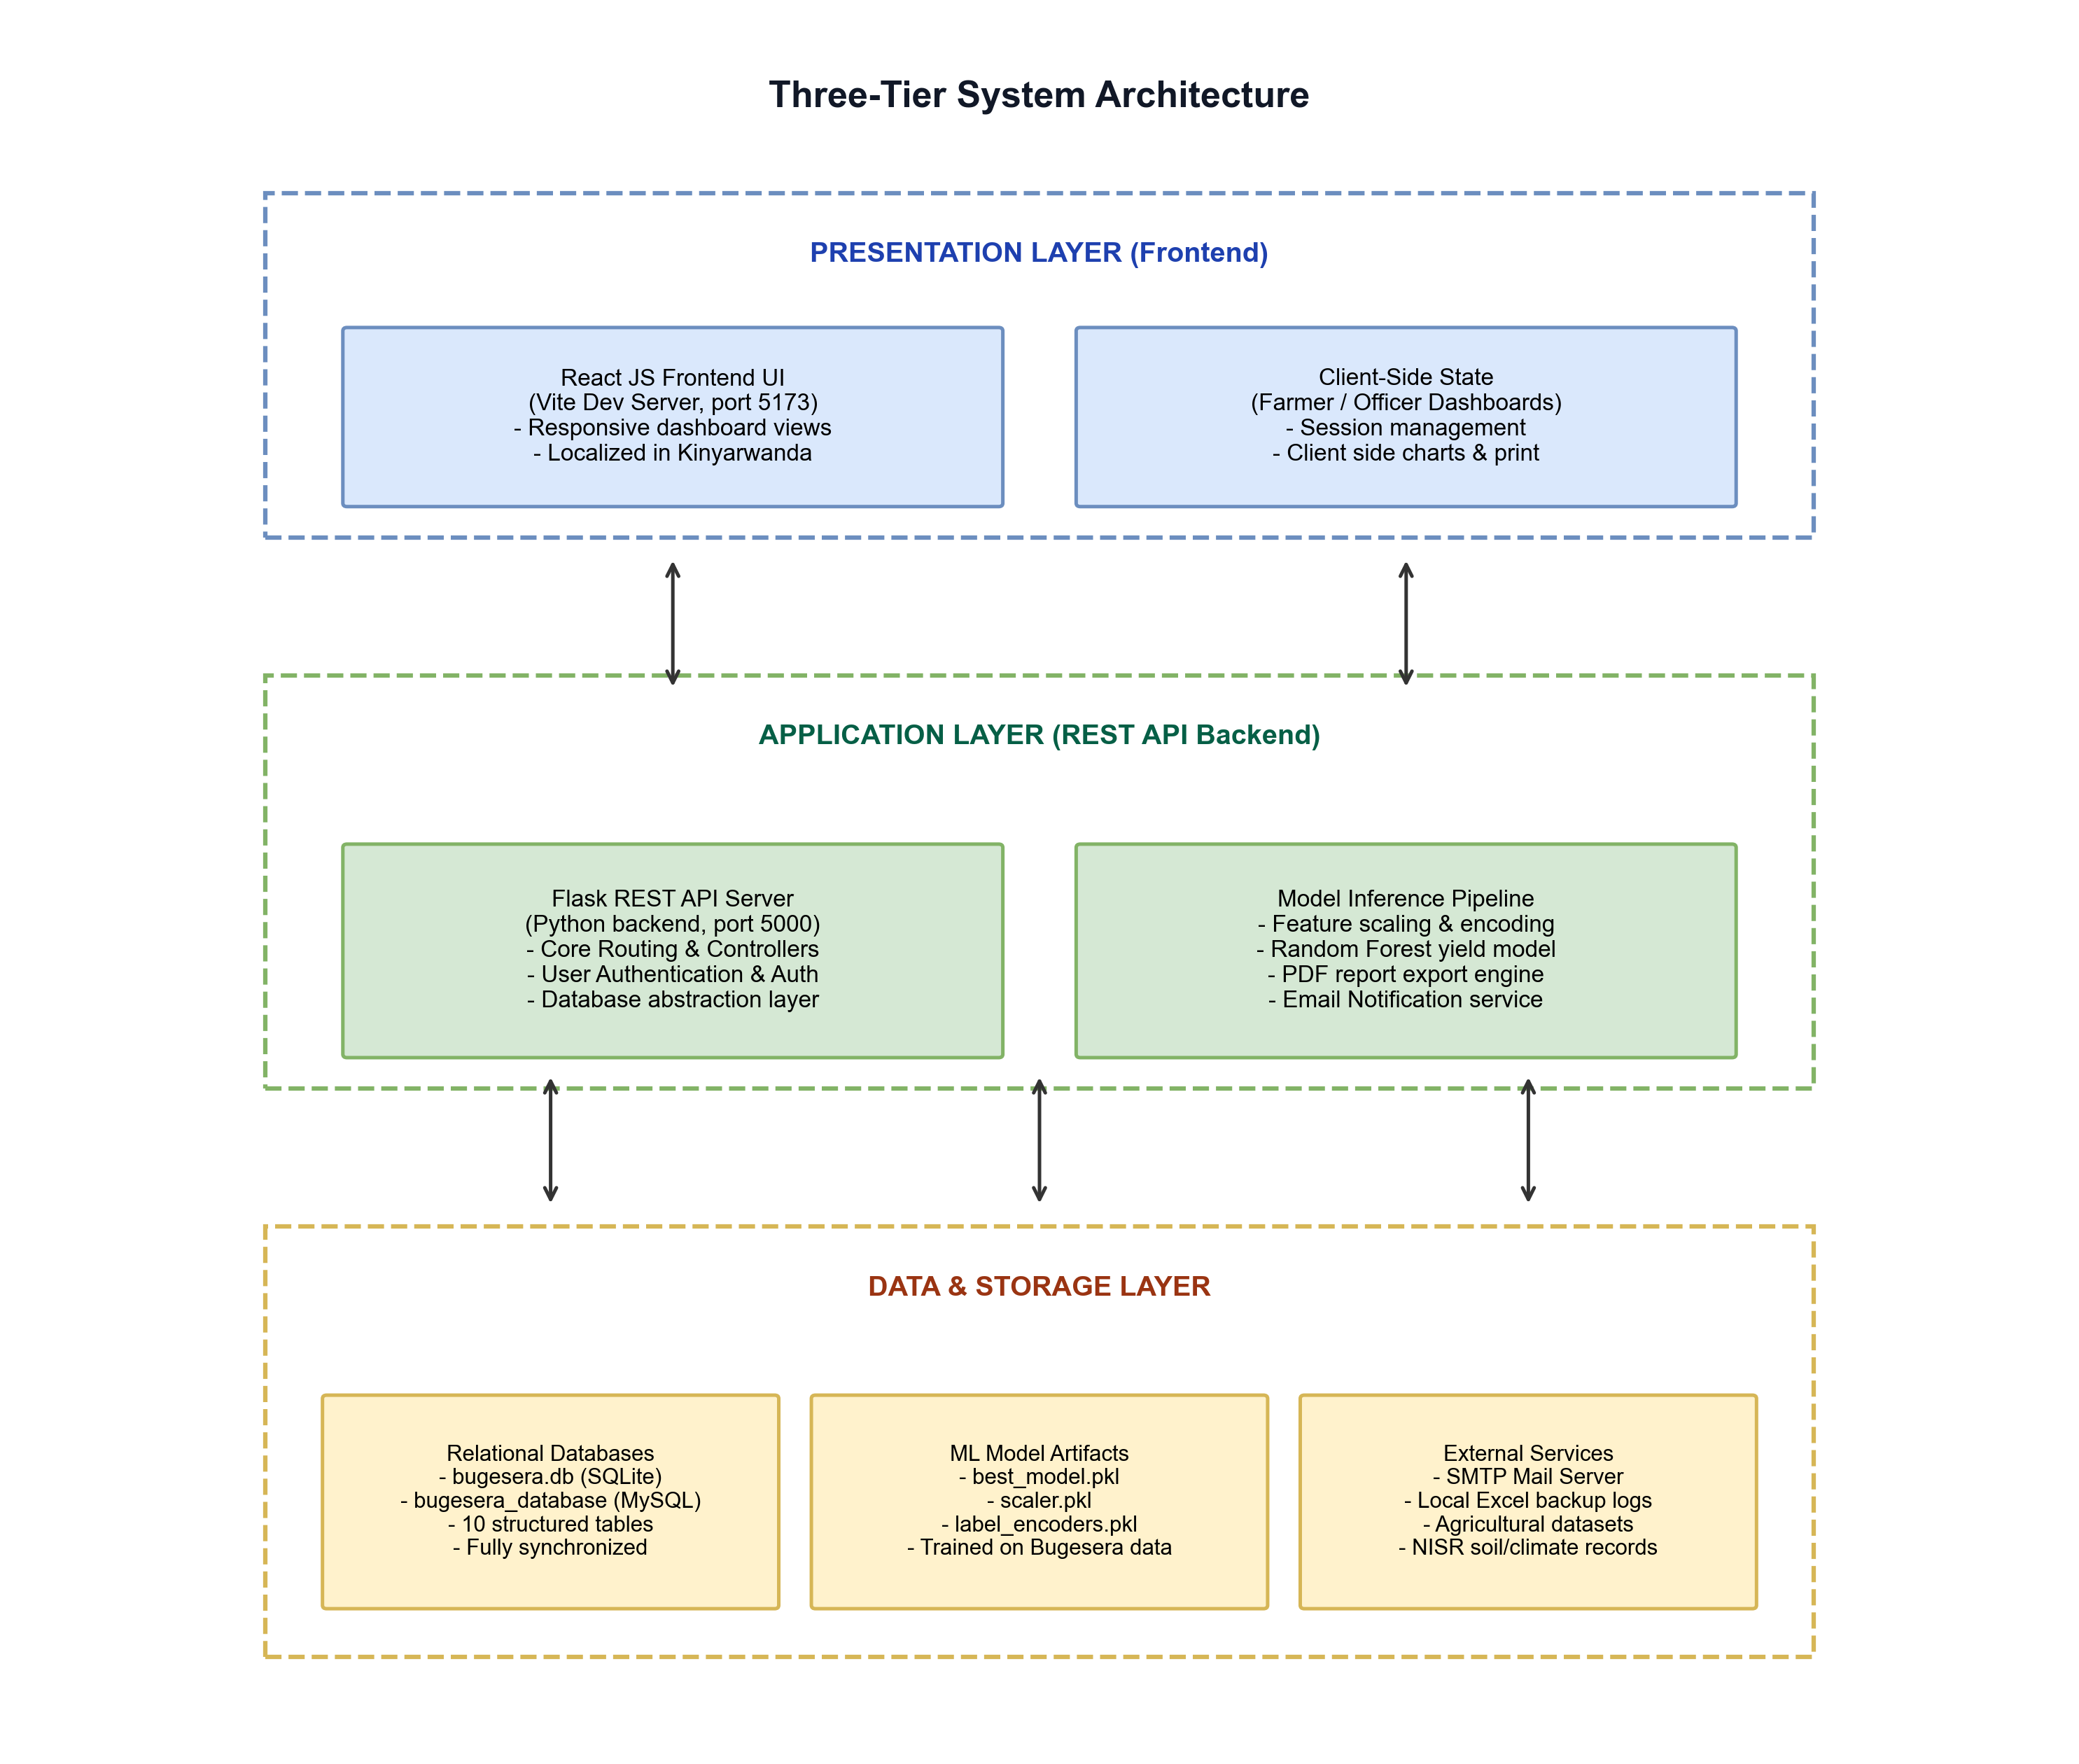 Three-Tier System Architecture
PRESENTATION LAYER (Frontend)
React JS Frontend UI
(Vite Dev Server, port 5173)
- Responsive dashboard views
- Localized in Kinyarwanda
Client-Side State
(Farmer / Officer Dashboards)
- Session management
- Client side charts & print
APPLICATION LAYER (REST API Backend)
Flask REST API Server
(Python backend, port 5000)
- Core Routing & Controllers
- User Authentication & Auth
- Database abstraction layer
Model Inference Pipeline
- Feature scaling & encoding
- Random Forest yield model
- PDF report export engine
- Email Notification service
DATA & STORAGE LAYER
Relational Databases
- bugesera.db (SQLite)
- bugesera_database (MySQL)
- 10 structured tables
- Fully synchronized
ML Model Artifacts
- best_model.pkl
- scaler.pkl
- label_encoders.pkl
- Trained on Bugesera data
External Services
- SMTP Mail Server
- Local Excel backup logs
- Agricultural datasets
- NISR soil/climate records